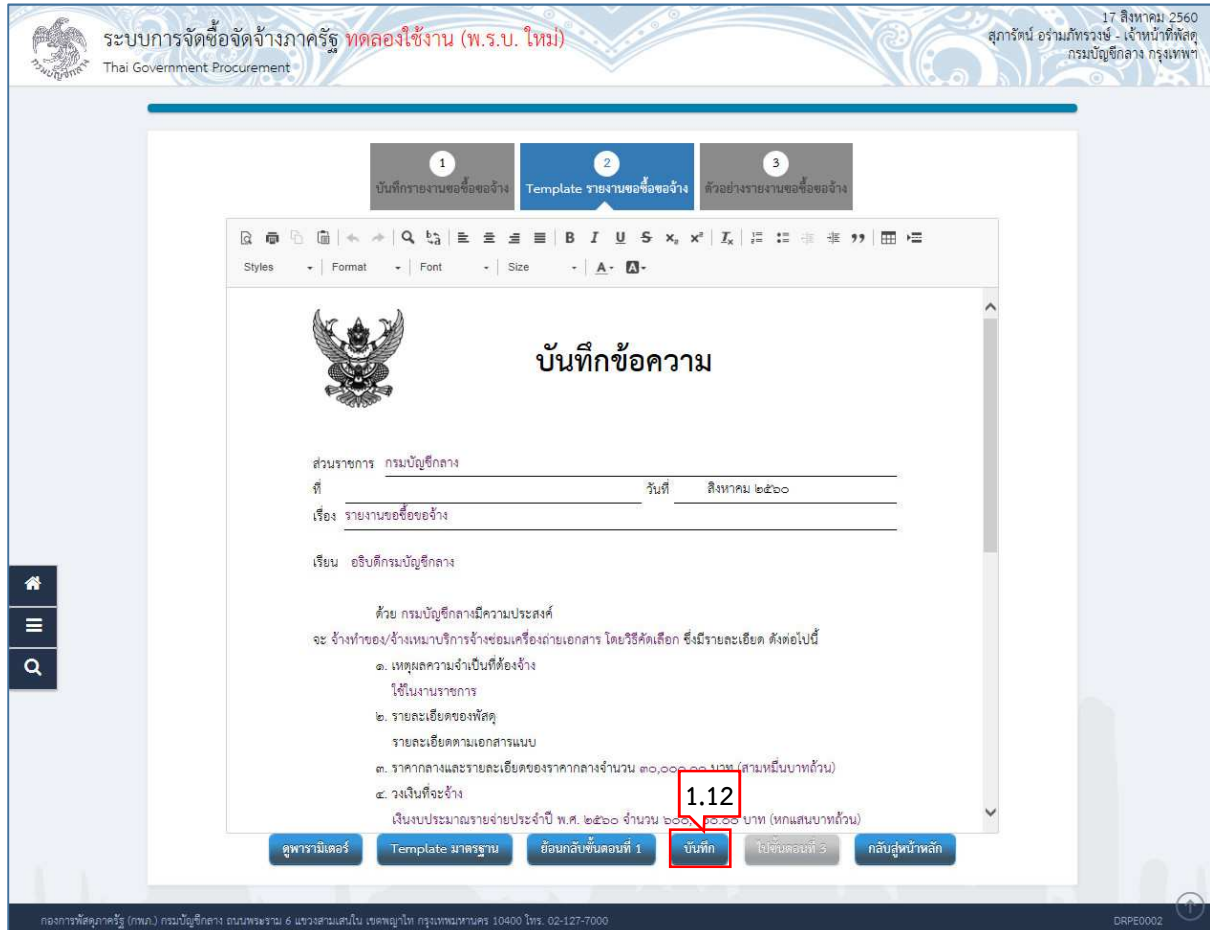 17 สิงหาคม 2560
ระบบการจัดซื้อจัดจ้างภาครัฐ ทดลองใช้งาน (พ.ร.บ. ใหม่)
สุภารัตน์ อร่ามภัทรวงษ์ - เจ้าหน้าที่พัสดุ
Thai Government Procurement
กรมบัญชีกลาง กรุงเทพฯ
กรมบัญชีกลาง
1 2 3
บันทึกรายงานขอซื้อขอจ้าง Template รายงานขอซื้อขอจ้าง ตัวอย่างรายงานขอซื้อขอจ้าง
B I U S x₂ x² Iₓ
Styles Format Font Size A A
บันทึกข้อความ
ส่วนราชการ กรมบัญชีกลาง
ที่ วันที่ สิงหาคม ๒๕๖๐
เรื่อง รายงานขอซื้อขอจ้าง
เรียน อธิบดีกรมบัญชีกลาง
ด้วย กรมบัญชีกลางมีความประสงค์
จะ จ้างทำของ/จ้างเหมาบริการจ้างซ่อมเครื่องถ่ายเอกสาร โดยวิธีคัดเลือก ซึ่งมีรายละเอียด ดังต่อไปนี้
๑. เหตุผลความจำเป็นที่ต้องจ้าง
ใช้ในงานราชการ
๒. รายละเอียดของพัสดุ
รายละเอียดตามเอกสารแนบ
๓. ราคากลางและรายละเอียดของราคากลางจำนวน บาท (สามหมื่นบาทถ้วน)
๔. วงเงินที่จะจ้าง
1.12
เงินงบประมาณรายจ่ายประจำปี พ.ศ. ๒๕๖๐ จำนวน บาท (หกแสนบาทถ้วน)
ดูพารามิเตอร์ Template มาตรฐาน ย้อนกลับขั้นตอนที่ 1 บันทึก ไปขั้นตอนที่ 3 กลับสู่หน้าหลัก
กองการพัสดุภาครัฐ (กพภ.) กรมบัญชีกลาง ถนนพระราม 6 แขวงสามเสนใน เขตพญาไท กรุงเทพมหานคร 10400 โทร. 02-127-7000 DRPE0002